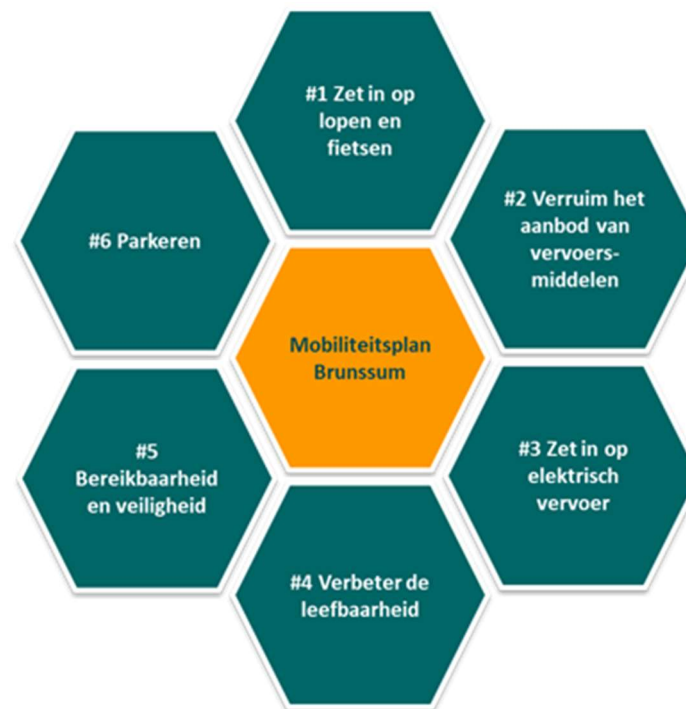 #1 Zet in op
lopen en
fietsen
#2 Verruim het
aanbod van
vervoers-
middelen
#6 Parkeren
Mobiliteitsplan
Brunssum
#3 Zet in op
elektrisch
vervoer
#5
Bereikbaarheid
en veiligheid
#4 Verbeter de
leefbaarheid